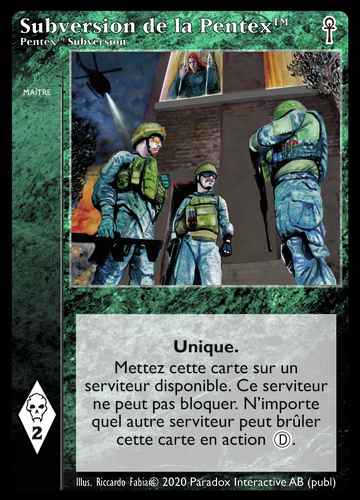 Subversion de la Pentex™
Pentex™ Subversion
MAÎTRE
Unique.
Mettez cette carte sur un
serviteur disponible. Ce serviteur
ne peut pas bloquer. N'importe
quel autre serviteur peut brûler
cette carte en action Ⓓ.
2
Illus. Riccardo Fabiani © 2020 Paradox Interactive AB (publ)